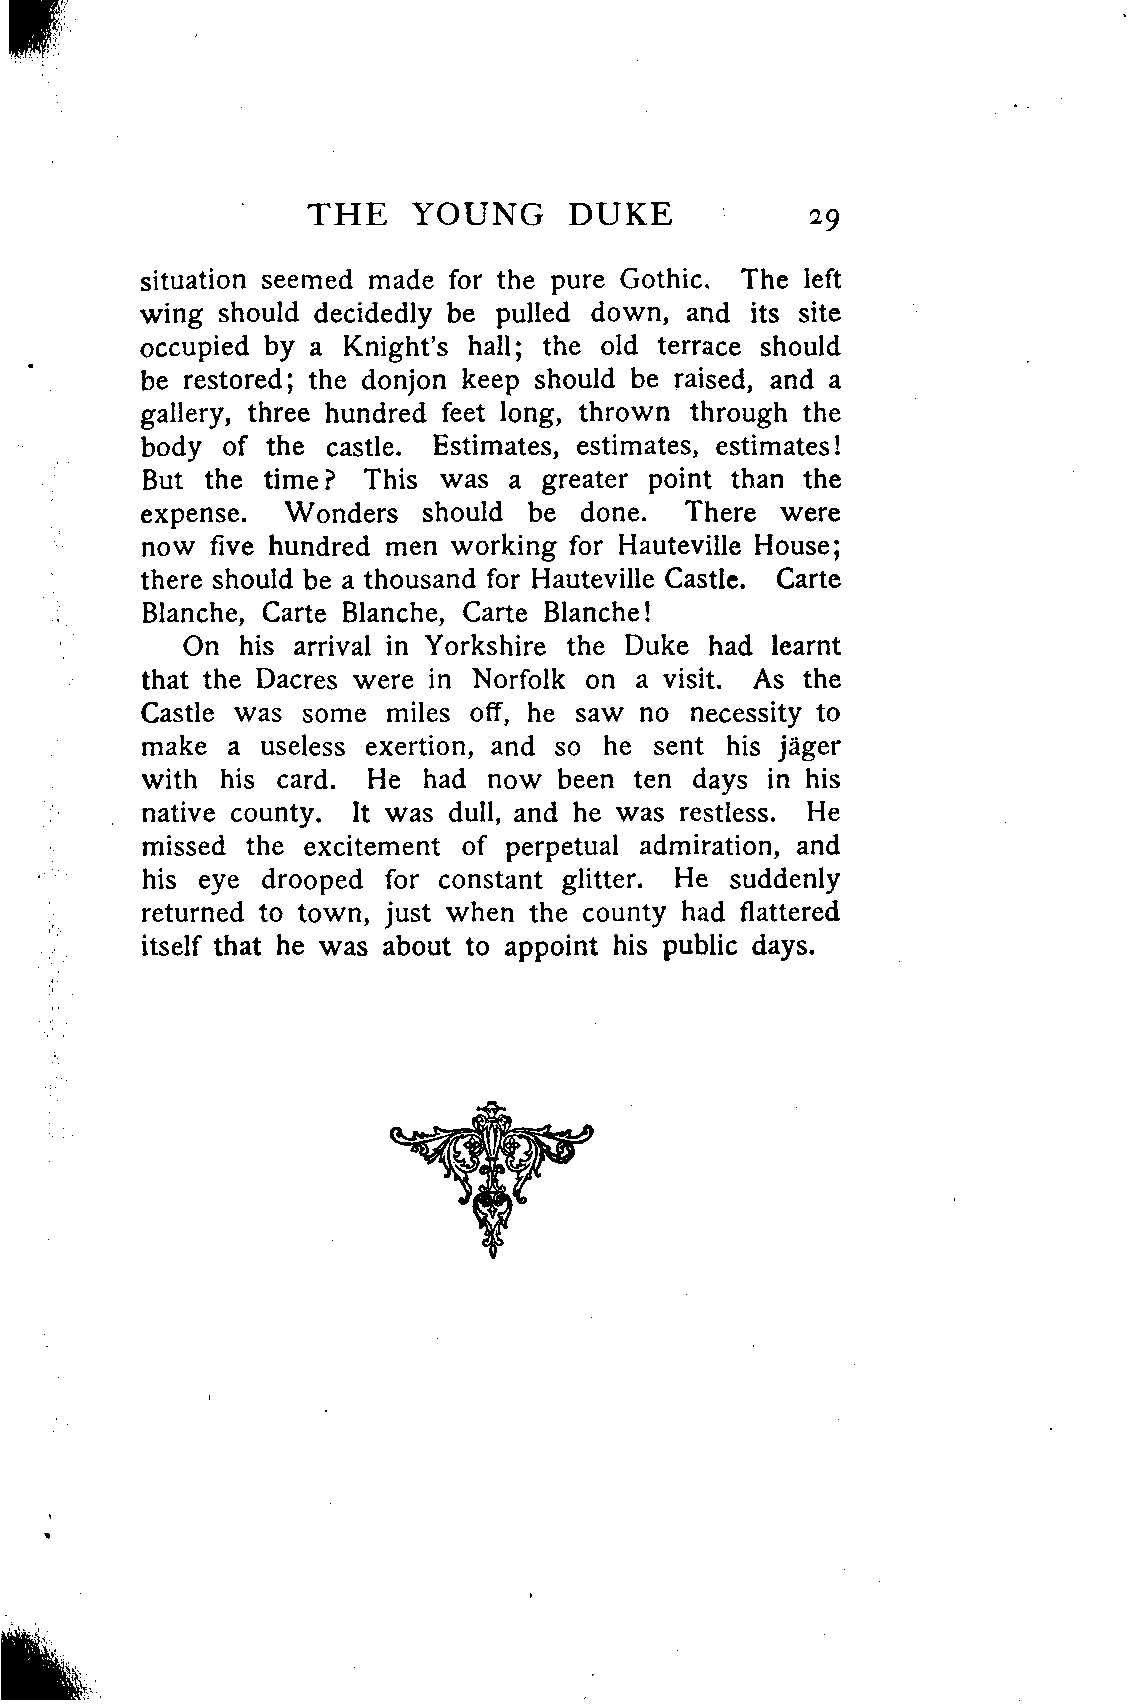 THE YOUNG DUKE 29
situation seemed made for the pure Gothic. The left
wing should decidedly be pulled down, and its site
occupied by a Knight's hall; the old terrace should
be restored; the donjon keep should be raised, and a
gallery, three hundred feet long, thrown through the
body of the castle. Estimates, estimates, estimates!
But the time? This was a greater point than the
expense. Wonders should be done. There were
now five hundred men working for Hauteville House;
there should be a thousand for Hauteville Castle. Carte
Blanche, Carte Blanche, Carte Blanche!
On his arrival in Yorkshire the Duke had learnt
that the Dacres were in Norfolk on a visit. As the
Castle was some miles off, he saw no necessity to
make a useless exertion, and so he sent his jäger
with his card. He had now been ten days in his
native county. It was dull, and he was restless. He
missed the excitement of perpetual admiration, and
his eye drooped for constant glitter. He suddenly
returned to town, just when the county had flattered
itself that he was about to appoint his public days.